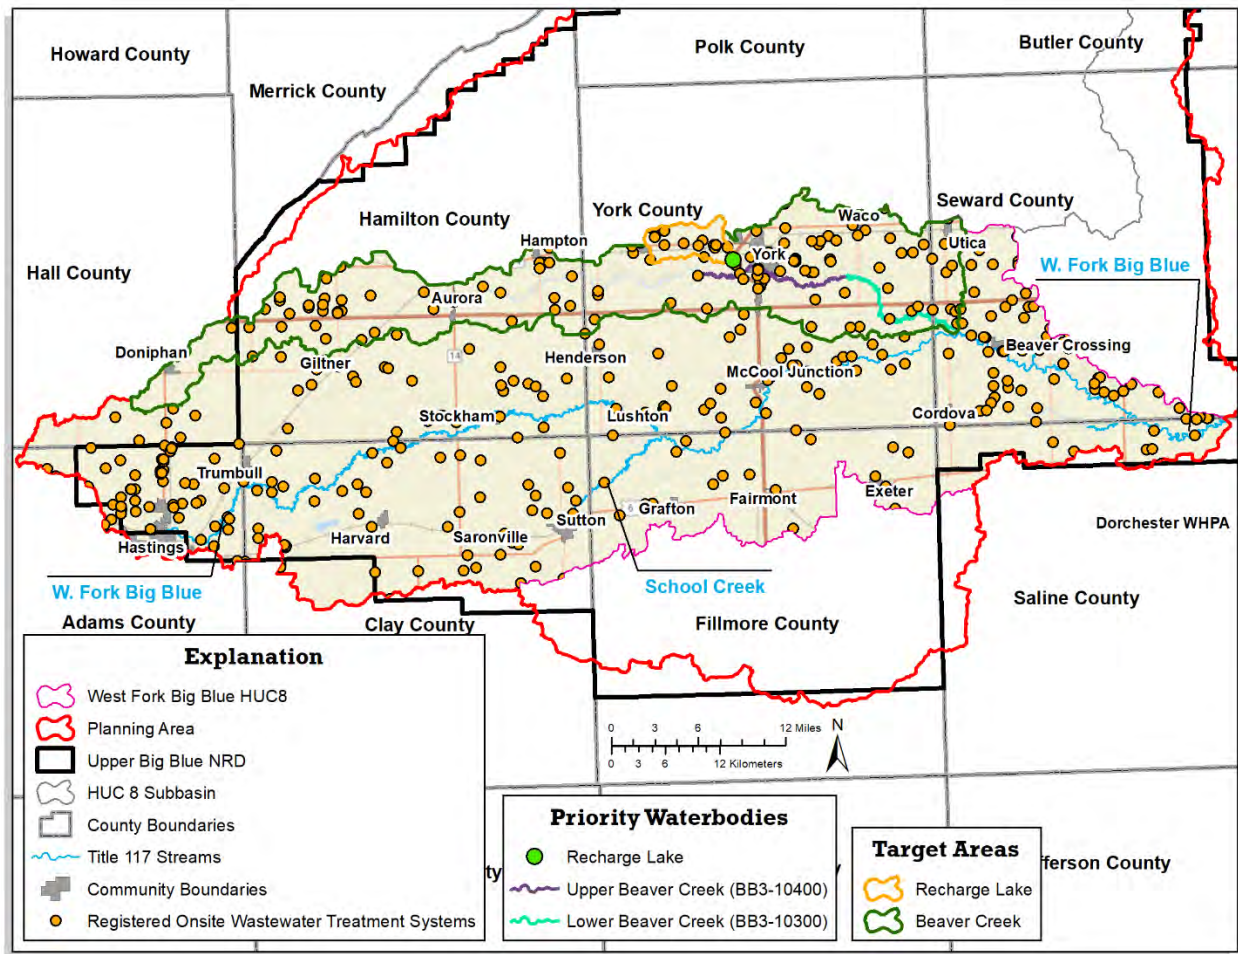 Howard County
Polk County
Butler County
Merrick County
Hamilton County
York County
Seward County
Hall County
Waco
Hampton
York
Utica
W. Fork Big Blue
Aurora
Doniphan
Giltner
14
Henderson
Beaver Crossing
McCool Junction
Stockham
Lushton
Cordova
Trumbull
Exeter
Fairmont
6
Grafton
Sutton
Dorchester WHPA
Harvard
Saronville
Hastings
W. Fork Big Blue
School Creek
Saline County
Adams County
Clay County
Fillmore County
Explanation
West Fork Big Blue HUC8
Planning Area
Upper Big Blue NRD
HUC 8 Subbasin
County Boundaries
Title 117 Streams
Community Boundaries
Registered Onsite Wastewater Treatment Systems
0 3 6 12 Miles
0 3 6 12 Kilometers
N
Priority Waterbodies
Recharge Lake
Upper Beaver Creek (BB3-10400)
Lower Beaver Creek (BB3-10300)
Target Areas
Recharge Lake
Beaver Creek
fferson County
ty